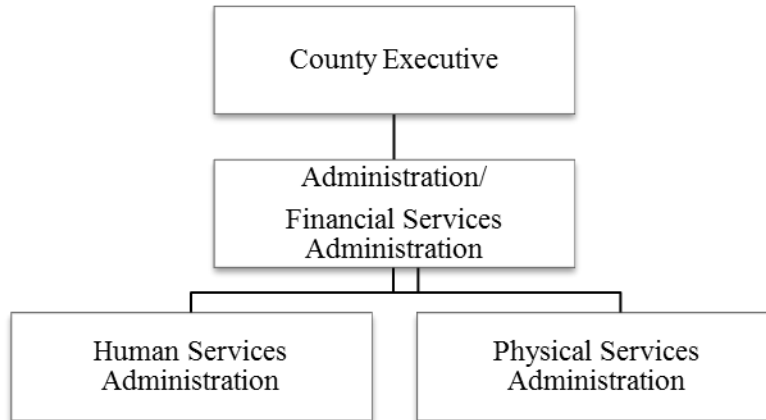 County Executive
Administration/
Financial Services
Administration
Human Services
Administration
Physical Services
Administration